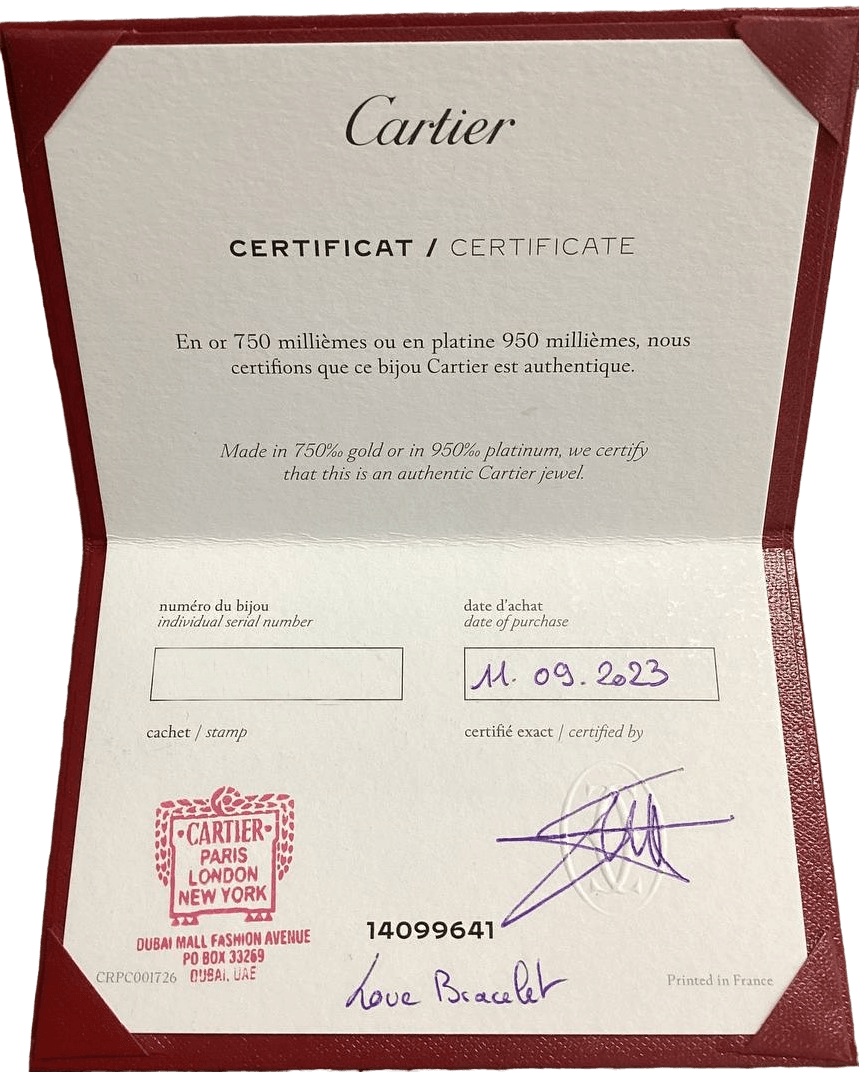 Cartier
CERTIFICAT / CERTIFICATE
En or 750 millièmes ou en platine 950 millièmes, nous
certifions que ce bijou Cartier est authentique.
Made in 750‰ gold or in 950‰ platinum, we certify
that this is an authentic Cartier jewel.
numéro du bijou
individual serial number
date d'achat
date of purchase
11. 09. 2023
cachet / stamp
certifié exact / certified by
CARTIER
PARIS
LONDON
NEW YORK
DUBAI MALL FASHION AVENUE
PO BOX 33269
DUBAI, UAE
14099641
Love Bracelet
CRPC001726
Printed in France